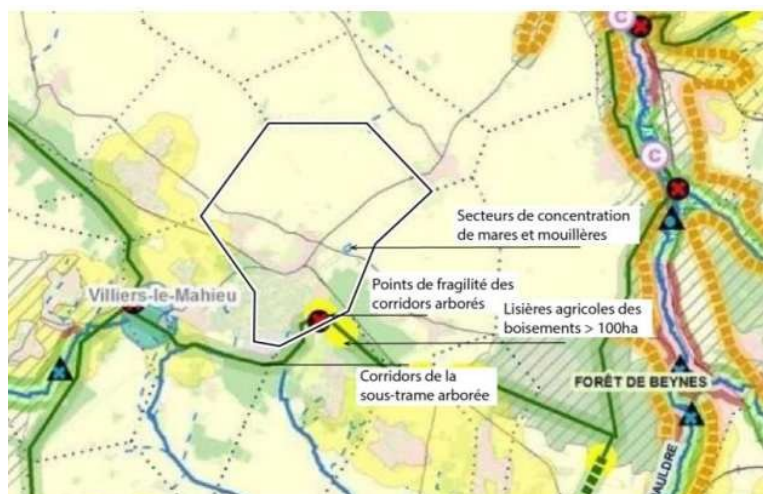 C
C
Secteurs de concentration
de mares et mouillères
Points de fragilité des
corridors arborés
Lisières agricoles des
boisements > 100ha
Villiers-le-Mahieu
Corridors de la
sous-trame arborée
FORÊT DE BEYNES
AULDRE